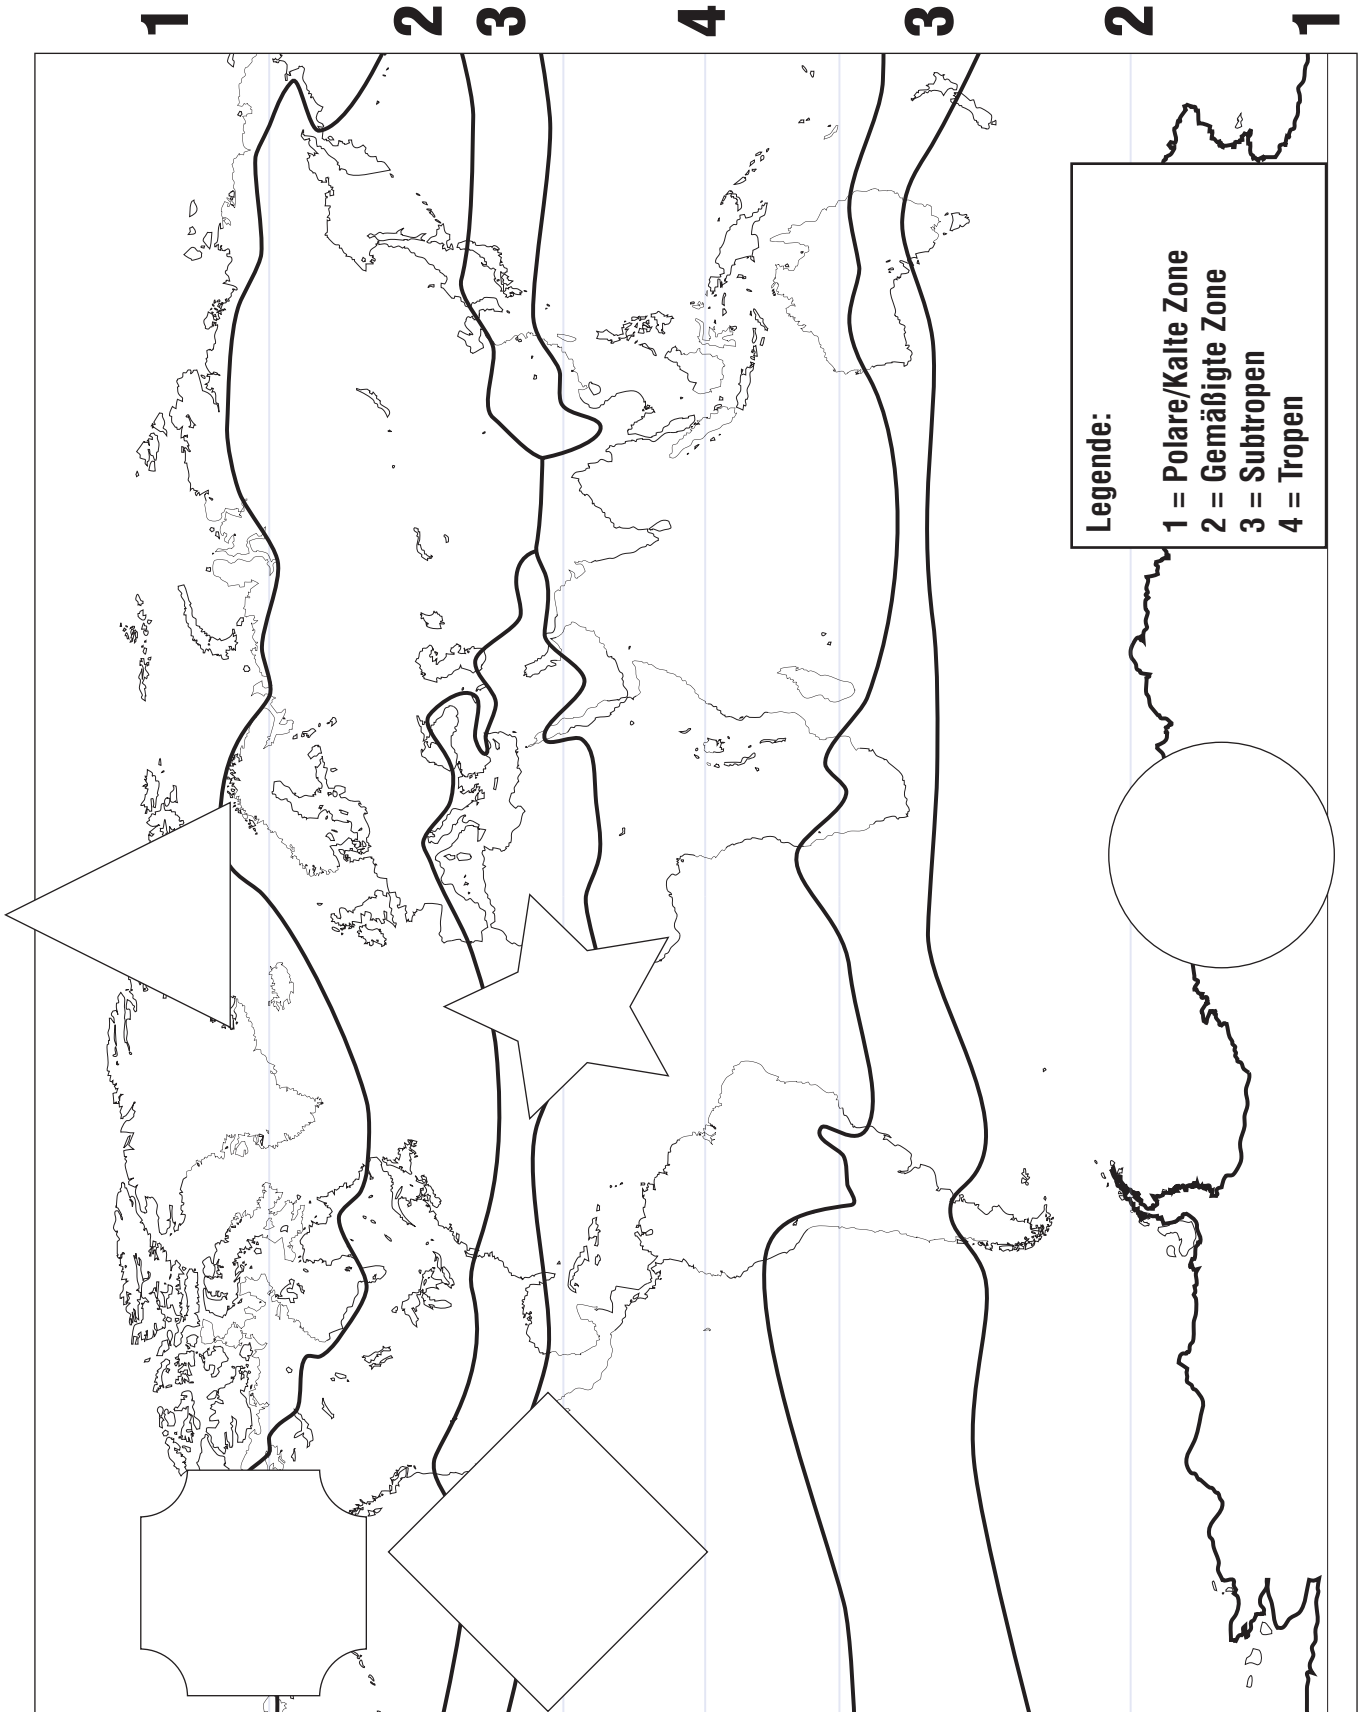 1
2
3
4
3
2
1
Legende:
1 = Polare/Kalte Zone
2 = Gemäßigte Zone
3 = Subtropen
4 = Tropen